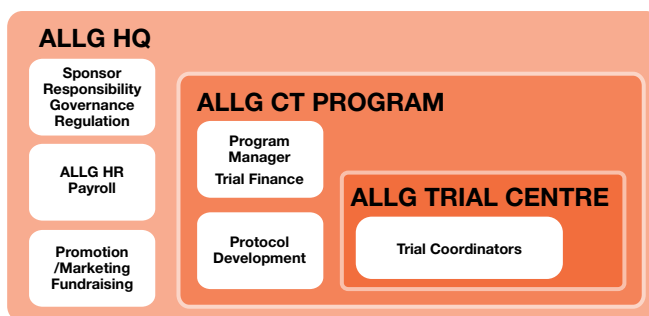 ALLG HQ
Sponsor
Responsibility
Governance
Regulation
ALLG HR
Payroll
Promotion
/Marketing
Fundraising
ALLG CT PROGRAM
Program
Manager
Trial Finance
Protocol
Development
ALLG TRIAL CENTRE
Trial Coordinators